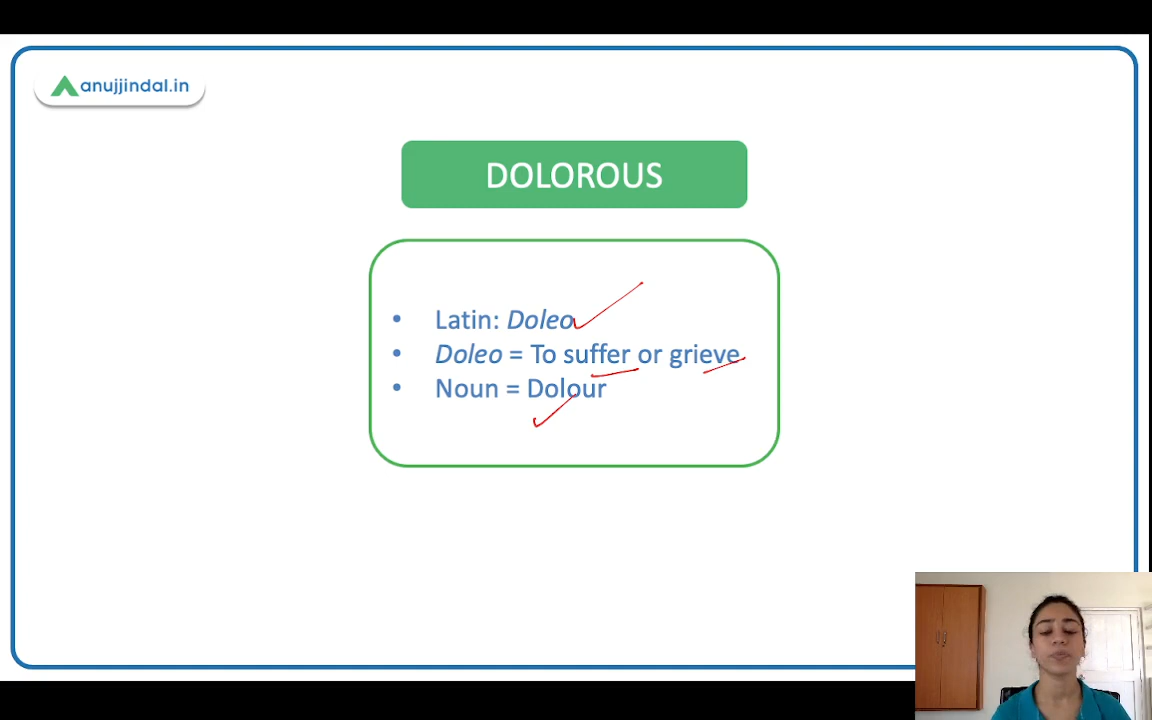 anujjindal.in
DOLOROUS
• Latin: Doleo
• Doleo = To suffer or grieve
• Noun = Dolour